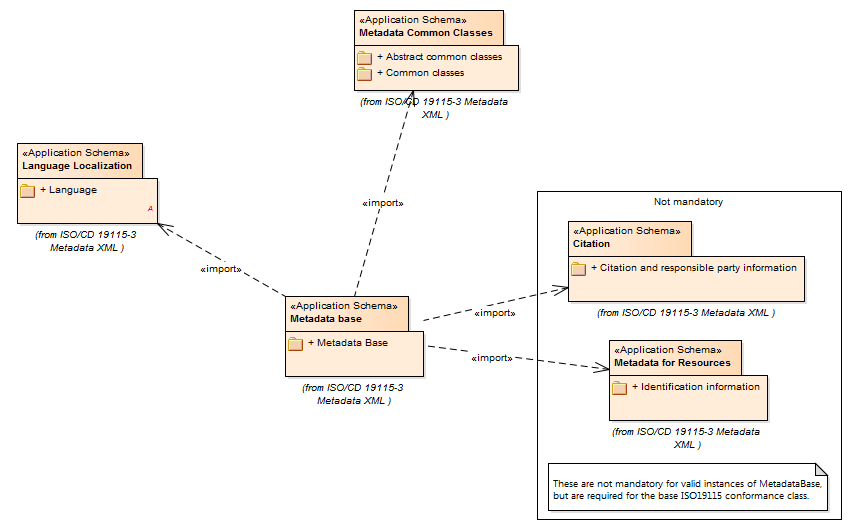 «Application Schema»
Metadata Common Classes
+ Abstract common classes
+ Common classes
(from ISO/CD 19115-3 Metadata
XML )
«Application Schema»
Language Localization
+ Language
A
(from ISO/CD 19115-3
Metadata XML )
«import»
«import»
Not mandatory
«Application Schema»
Citation
+ Citation and responsible party information
(from ISO/CD 19115-3 Metadata XML )
«Application Schema»
Metadata base
+ Metadata Base
(from ISO/CD 19115-3
Metadata XML )
«import»
«import»
«Application Schema»
Metadata for Resources
+ Identification information
(from ISO/CD 19115-3 Metadata
XML )
These are not mandatory for valid instances of MetadataBase,
but are required for the base ISO19115 conformance class.